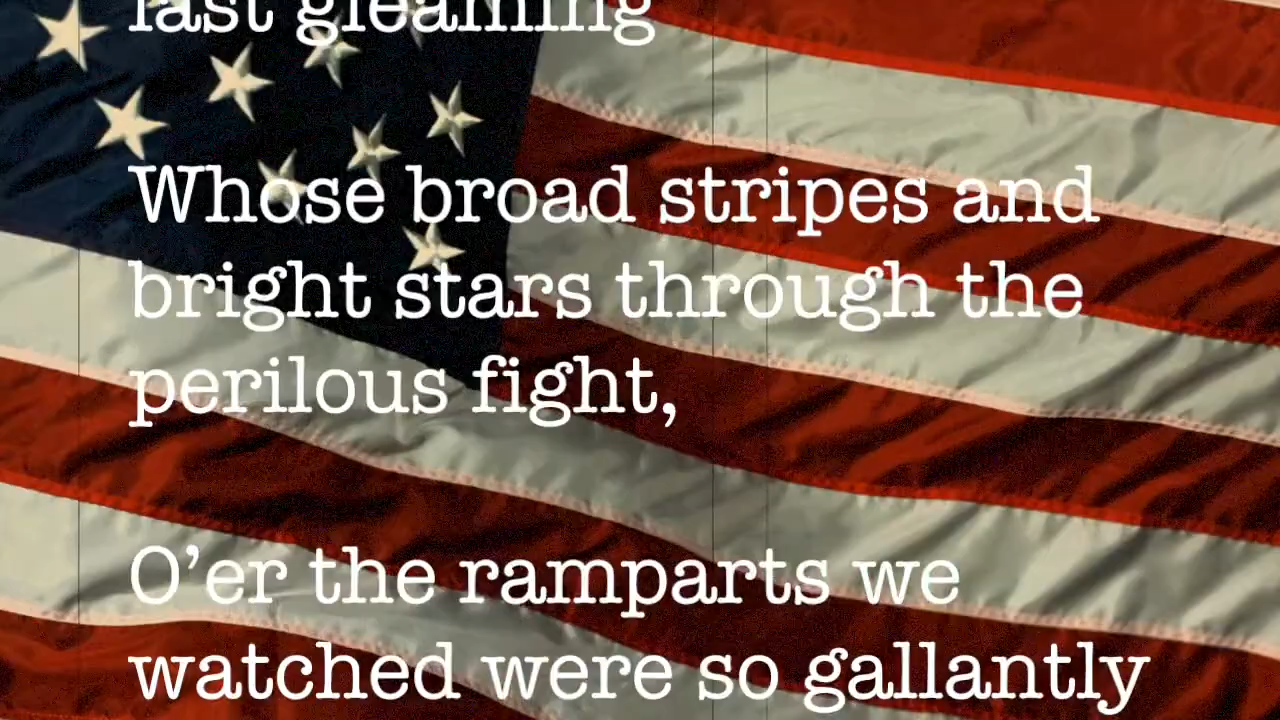 last gleaming
Whose broad stripes and
bright stars through the
perilous fight,
O’er the ramparts we
watched were so gallantly